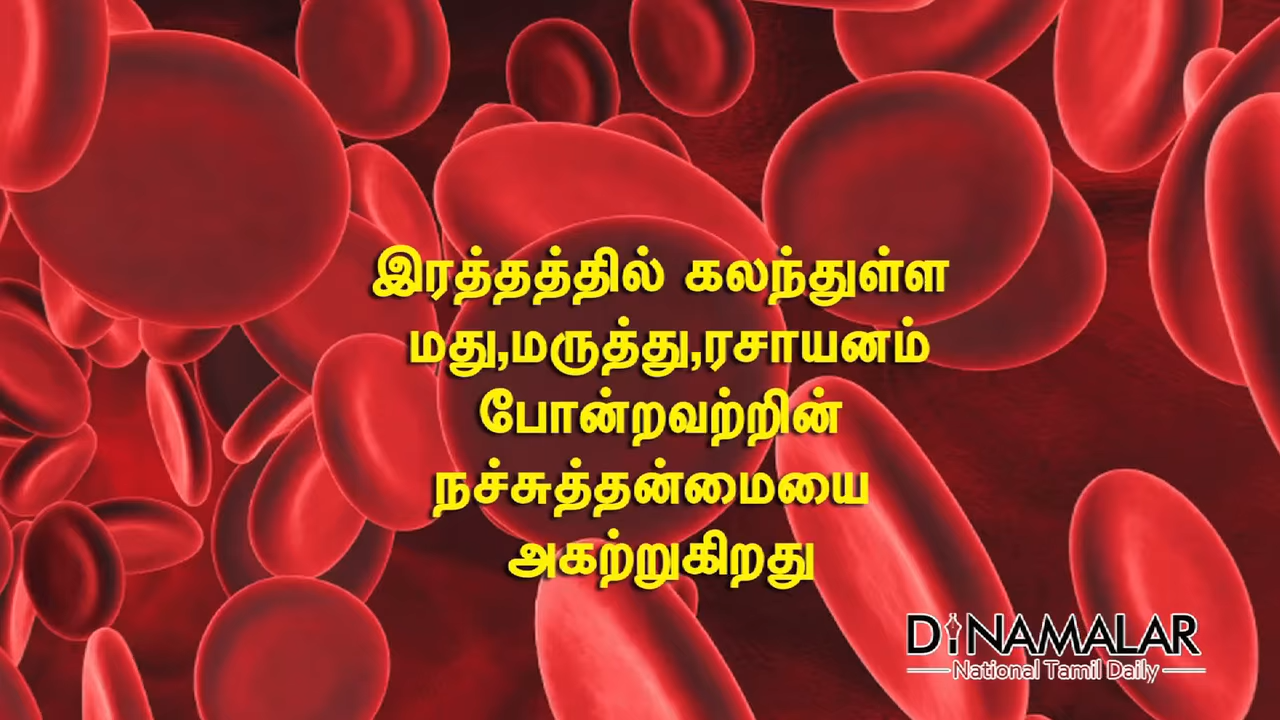 இரத்தத்தில் கலந்துள்ள
மது,மருத்து,ரசாயனம்
போன்றவற்றின்
நச்சுத்தன்மையை
அகற்றுகிறது
DiNAMALAR
National Tamil Daily